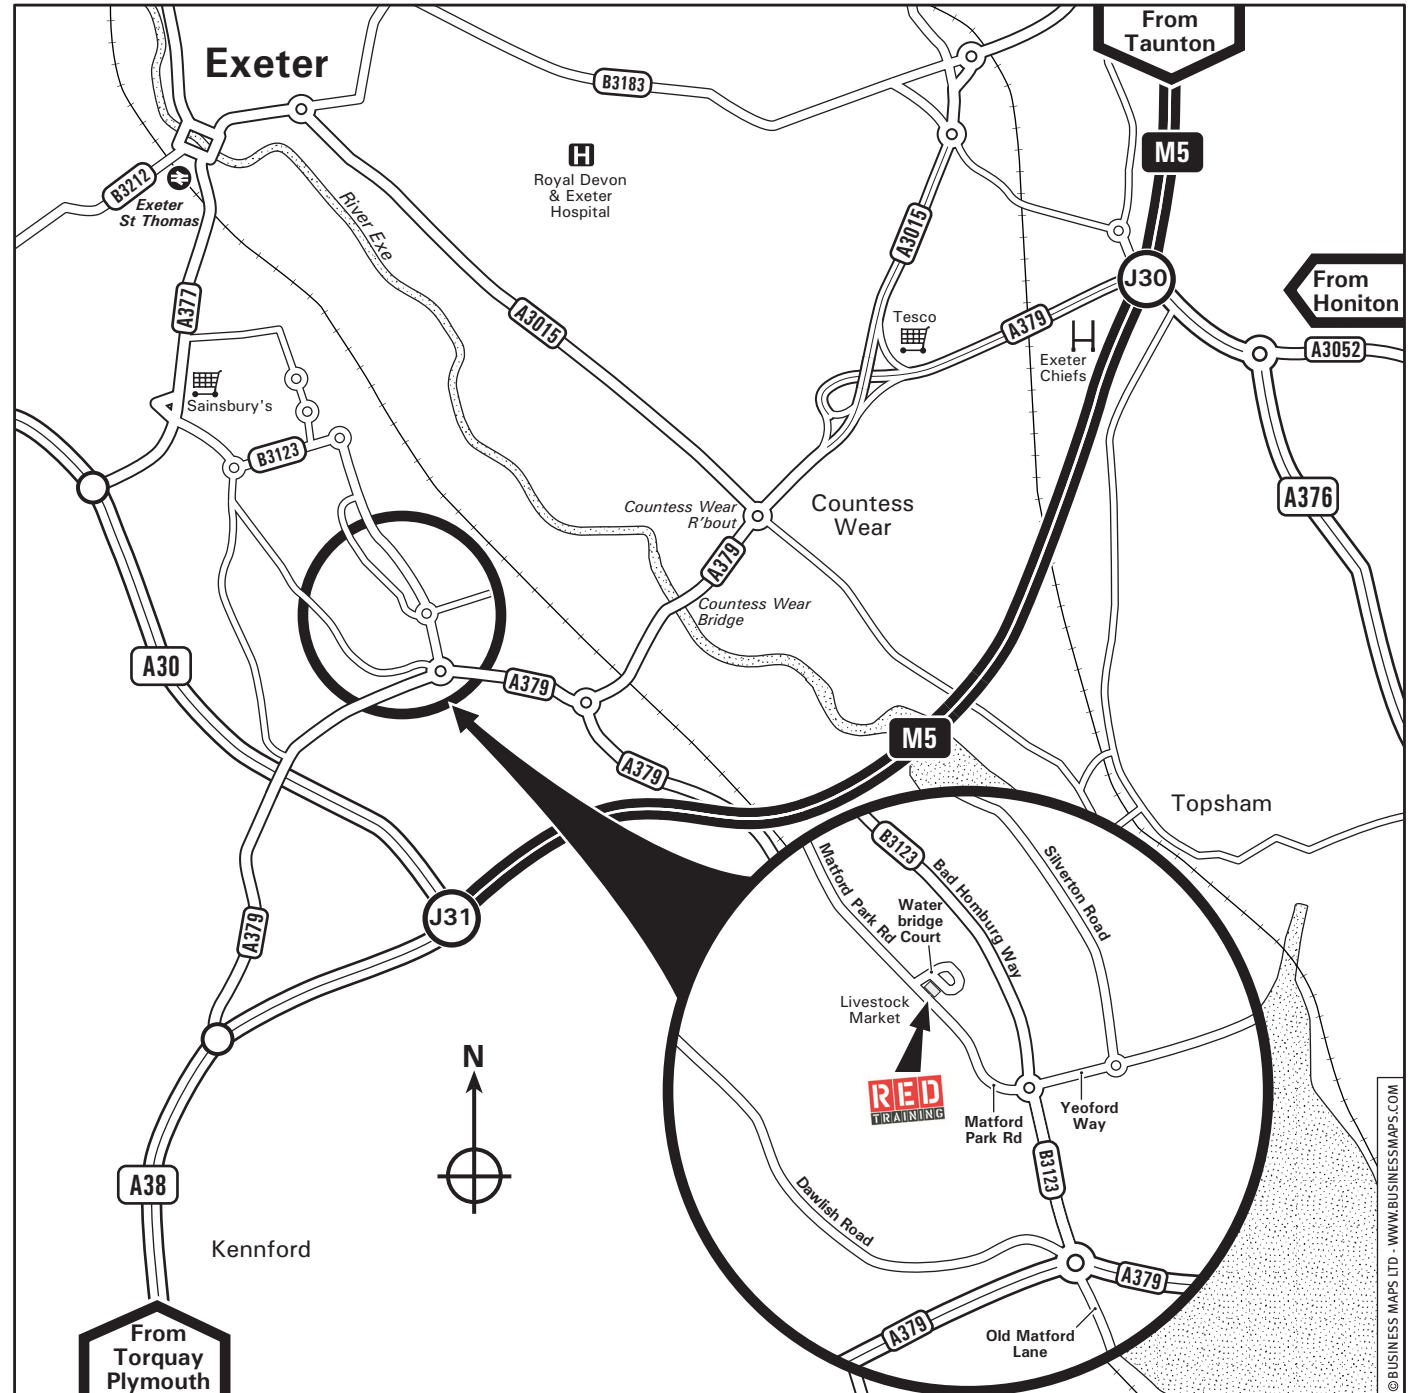 From
Taunton
Exeter
B3183
M5
H
Royal Devon
& Exeter
Hospital
B3212
Exeter
St Thomas
River Exe
A3015
J30
From
Honiton
A377
A3015
Tesco
A379
Exeter
Chiefs
A3052
Sainsbury's
B3123
Countess Wear
R'bout
Countess
Wear
A376
A379
Countess Wear
Bridge
A30
A379
M5
A379
Topsham
J31
A379
B3123
Matford Park Rd
Bad Homburg Way
Silverton Road
Water
bridge
Court
Livestock
Market
N
RED
TRAINING
Matford
Park Rd
Yeoford
Way
B3123
A38
Dawlish Road
Kennford
A379
A379
Old Matford
Lane
From
Torquay
Plymouth
© BUSINESS MAPS LTD - WWW.BUSINESSMAPS.COM